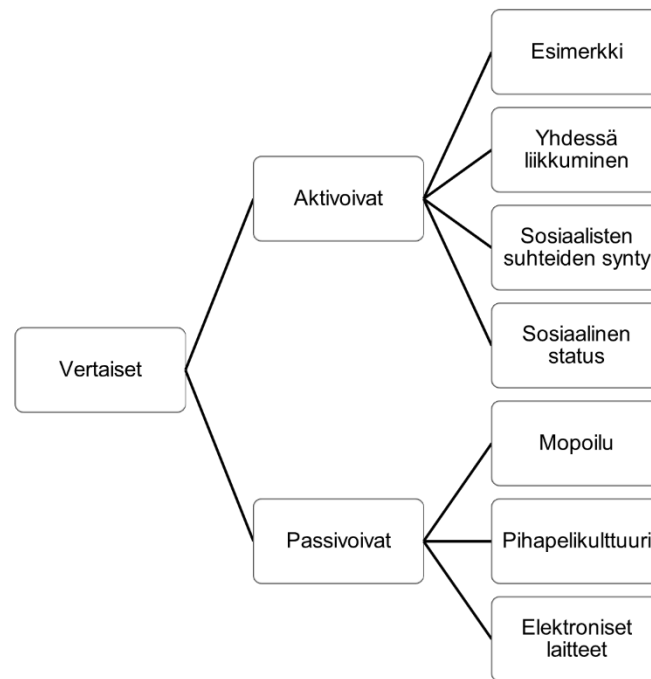 Vertaiset
Aktivoivat
Esimerkki
Yhdessä
liikkuminen
Sosiaalisten
suhteiden synty
Sosiaalinen
status
Passivoivat
Mopoilu
Pihapelikulttuuri
Elektroniset
laitteet